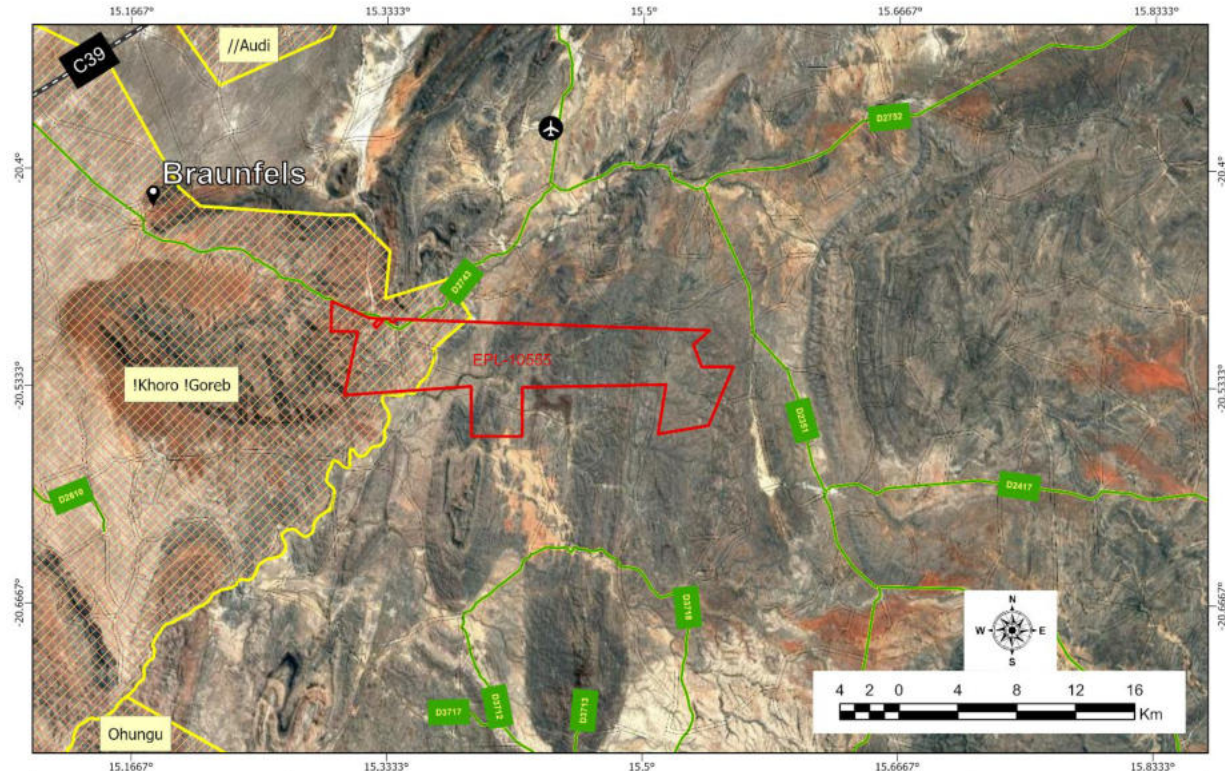 15.1667° 15.3333° 15.5° 15.6667° 15.8333°
//Audi
C39
D2752
-20.4° -20.4°
Braunfels
D2743
EPL-10555
!Khoro !Goreb
-20.5333° -20.5333°
D2351
D2610
D2417
-20.6667° -20.6667°
D3718
N
W E
S
4 2 0 4 8 12 16
Km
D3717
D3712
D3713
Ohungu
15.1667° 15.3333° 15.5° 15.6667° 15.8333°